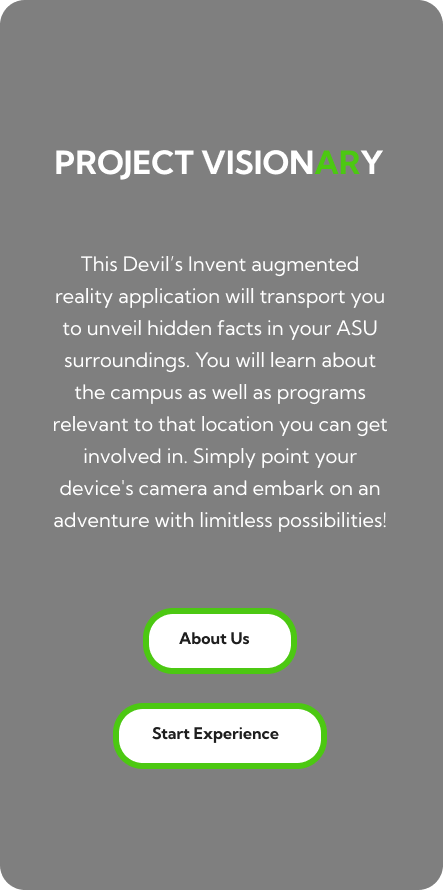 PROJECT VISIONARY
This Devil’s Invent augmented
reality application will transport you
to unveil hidden facts in your ASU
surroundings. You will learn about
the campus as well as programs
relevant to that location you can get
involved in. Simply point your
device's camera and embark on an
adventure with limitless possibilities!
About Us
Start Experience